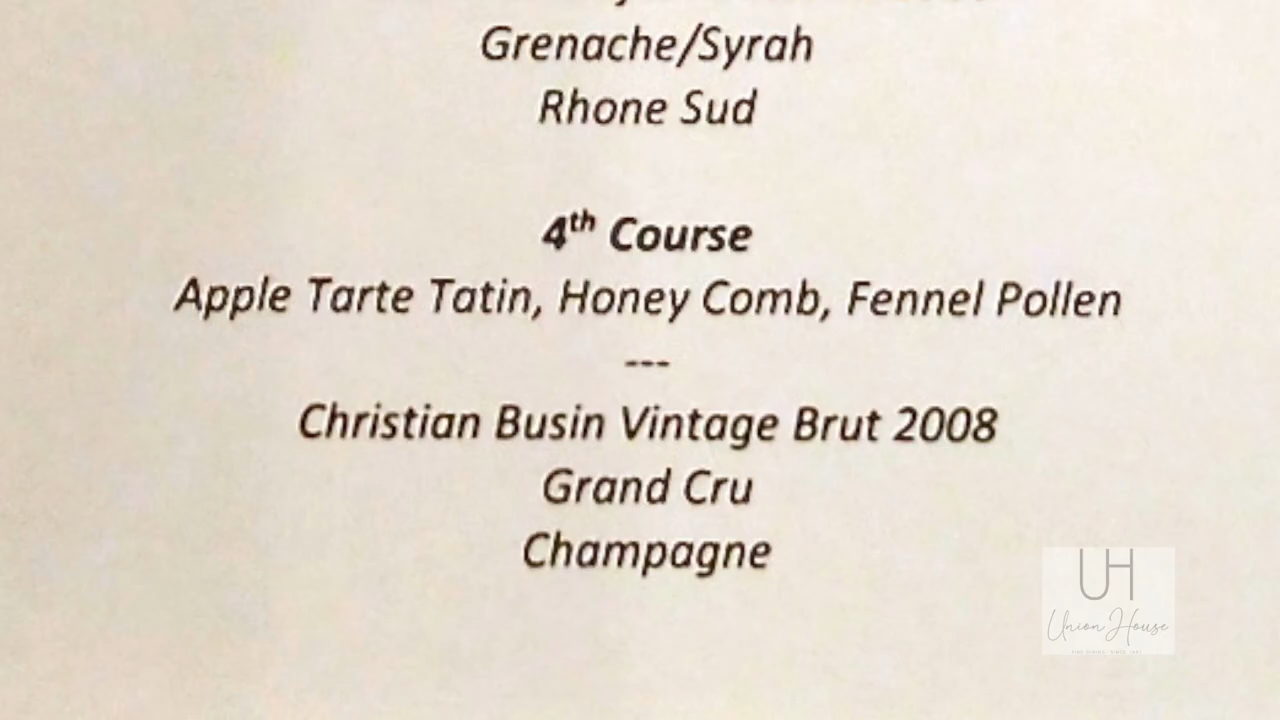 Grenache/Syrah
Rhone Sud
4th Course
Apple Tarte Tatin, Honey Comb, Fennel Pollen
---
Christian Busin Vintage Brut 2008
Grand Cru
Champagne
UH
Union House